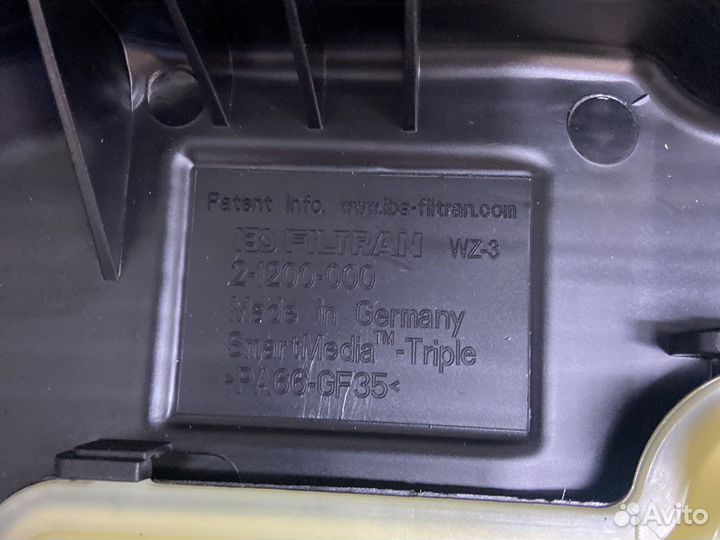 Patent info. www.ibs-filtran.com
IBS FILTRAN WZ-3
2-1200-000
Made in Germany
SmartMedia™-Triple
>PA66-GF35<
Avito